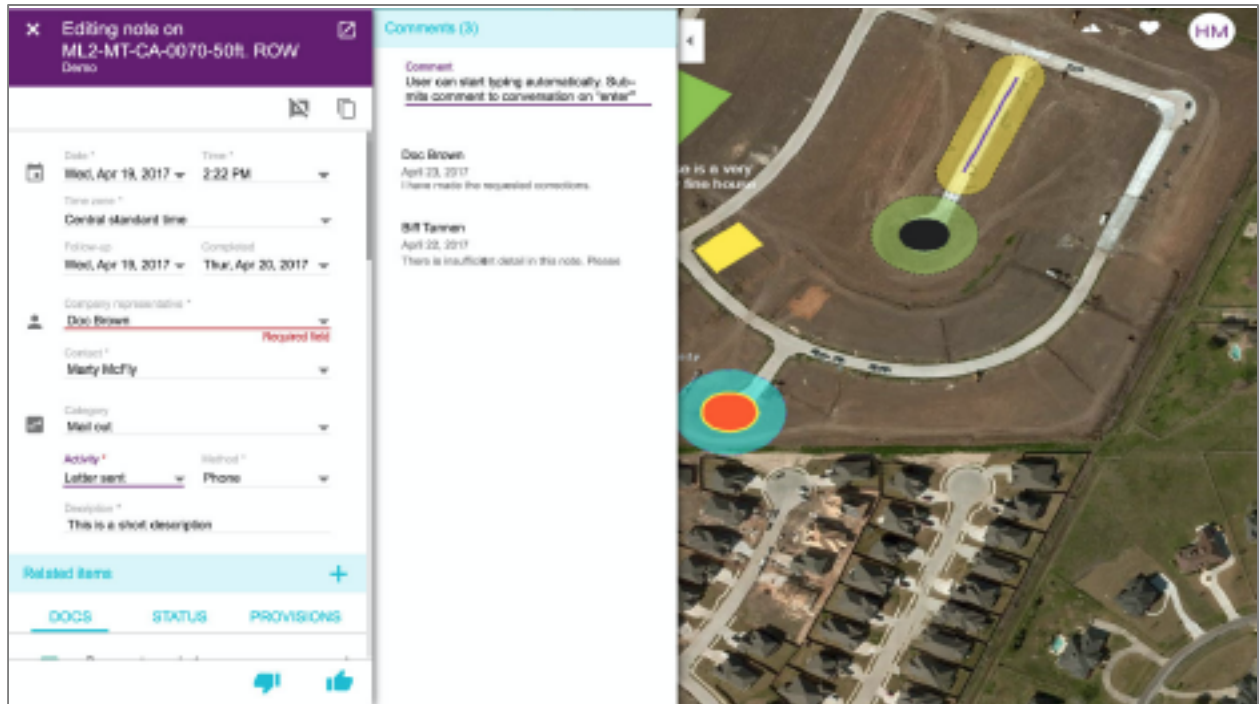 Editing note on
ML2-MT-CA-0070-50ft. ROW
Demo
Date *
Time *
Wed, Apr 19, 2017
2:22 PM
Time zone *
Central standard time
Follow-up
Completed
Wed, Apr 19, 2017
Thur, Apr 20, 2017
Company representative *
Doc Brown
Required field
Contact *
Marty McFly
Category
Mail out
Activity *
Method *
Letter sent
Phone
Description *
This is a short description
Related items
DOCS
STATUS
PROVISIONS
Comments (3)
Comment
User can start typing automatically. Sub-
mite comment to conversation on "enter"
Doc Brown
April 23, 2017
I have made the requested corrections.
Biff Tannen
April 22, 2017
There is insufficient detail in this note. Please
e is a very
fine house
HM